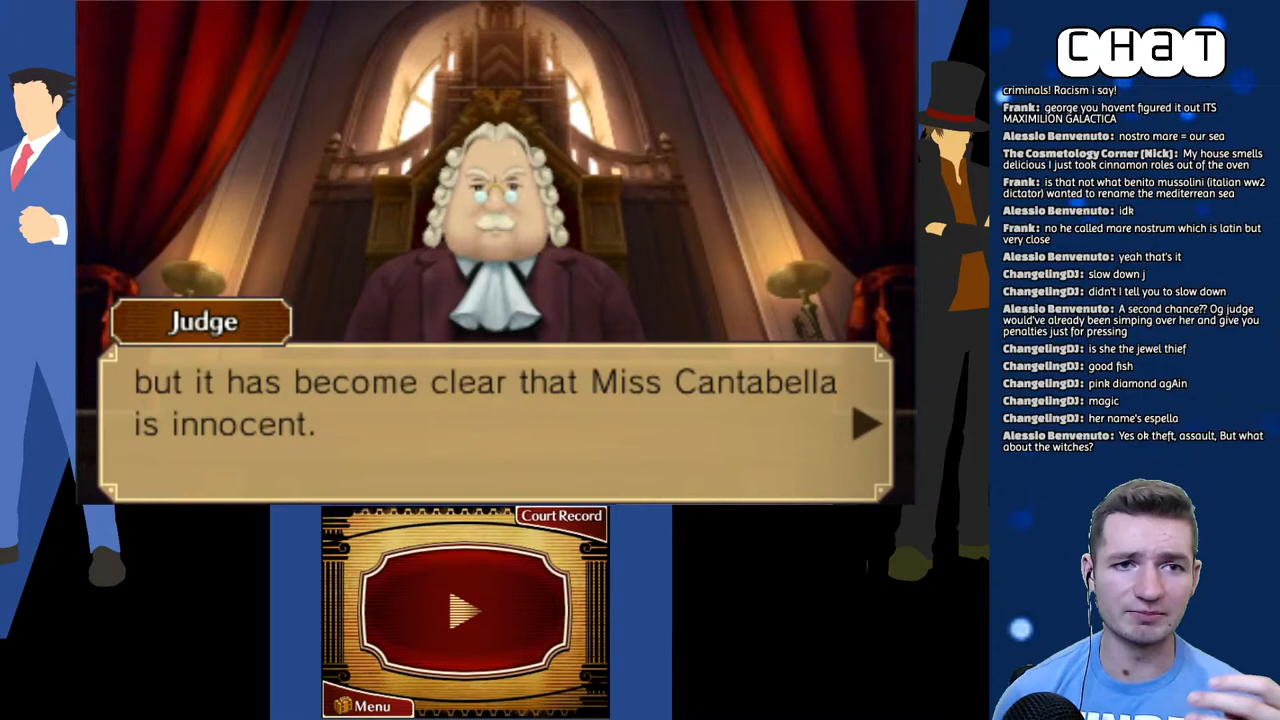 Judge
but it has become clear that Miss Cantabella
is innocent.
Court Record
Menu
CHaT
criminals! Racism i say!
Frank: george you havent figured it out ITS
MAXIMILION GALACTICA
Alessio Benvenuto: nostro mare = our sea
The Cosmetology Corner (Nick): My house smells
delicious I just took cinnamon roles out of the oven
Frank: is that not what benito mussolini (italian ww2
dictator) wanted to rename the mediterrean sea
Alessio Benvenuto: idk
Frank: no he called mare nostrum which is latin but
very close
Alessio Benvenuto: yeah that's it
ChangelingDJ: slow down j
ChangelingDJ: didn't I tell you to slow down
Alessio Benvenuto: A second chance?? Og judge
would've already been simping over her and give you
penalties just for pressing
ChangelingDJ: is she the jewel thief
ChangelingDJ: good fish
ChangelingDJ: pink diamond agAin
ChangelingDJ: magic
ChangelingDJ: her name's espella
Alessio Benvenuto: Yes ok theft, assault, But what
about the witches?